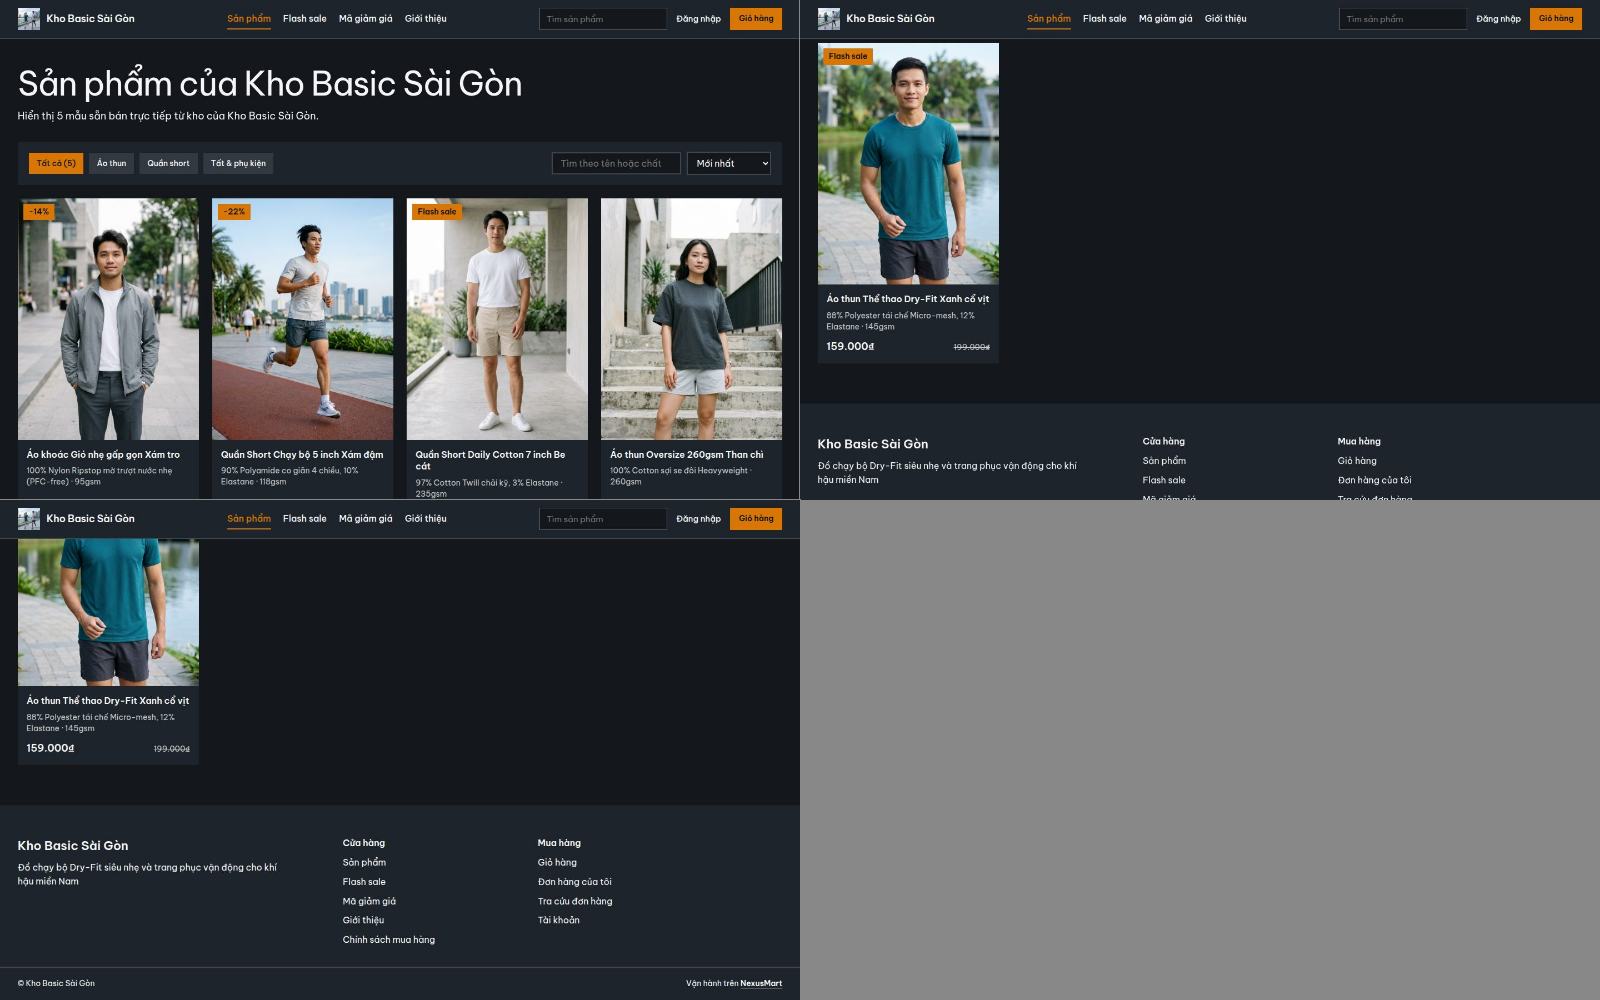 Kho Basic Sài Gòn
Sản phẩm
Flash sale
Mã giảm giá
Giới thiệu
Tìm sản phẩm
Đăng nhập
Giỏ hàng
Sản phẩm của Kho Basic Sài Gòn
Hiển thị 5 mẫu sẵn bán trực tiếp từ kho của Kho Basic Sài Gòn.
Tất cả (5)
Áo thun
Quần short
Tất & phụ kiện
Tìm theo tên hoặc chất
Mới nhất
-14%
-22%
Flash sale
Áo khoác Gió nhẹ gấp gọn Xám tro
100% Nylon Ripstop mờ trượt nước nhẹ
(PFC-free) · 95gsm
Quần Short Chạy bộ 5 inch Xám đậm
90% Polyamide co giãn 4 chiều, 10%
Elastane · 118gsm
Quần Short Daily Cotton 7 inch Be
cát
97% Cotton Twill chải kỹ, 3% Elastane ·
235gsm
Áo thun Oversize 260gsm Than chì
100% Cotton sợi se đôi Heavyweight ·
260gsm
Kho Basic Sài Gòn
Sản phẩm
Flash sale
Mã giảm giá
Giới thiệu
Tìm sản phẩm
Đăng nhập
Giỏ hàng
Flash sale
Áo thun Thể thao Dry-Fit Xanh cổ vịt
88% Polyester tái chế Micro-mesh, 12%
Elastane · 145gsm
159.000₫
199.000₫
Kho Basic Sài Gòn
Đồ chạy bộ Dry-Fit siêu nhẹ và trang phục vận động cho khí
hậu miền Nam
Cửa hàng
Sản phẩm
Flash sale
Mã giảm giá
Mua hàng
Giỏ hàng
Đơn hàng của tôi
Tra cứu đơn hàng
Kho Basic Sài Gòn
Sản phẩm
Flash sale
Mã giảm giá
Giới thiệu
Tìm sản phẩm
Đăng nhập
Giỏ hàng
Áo thun Thể thao Dry-Fit Xanh cổ vịt
88% Polyester tái chế Micro-mesh, 12%
Elastane · 145gsm
159.000₫
199.000₫
Kho Basic Sài Gòn
Đồ chạy bộ Dry-Fit siêu nhẹ và trang phục vận động cho khí
hậu miền Nam
Cửa hàng
Sản phẩm
Flash sale
Mã giảm giá
Giới thiệu
Chính sách mua hàng
Mua hàng
Giỏ hàng
Đơn hàng của tôi
Tra cứu đơn hàng
Tài khoản
© Kho Basic Sài Gòn
Vận hành trên NexusMart